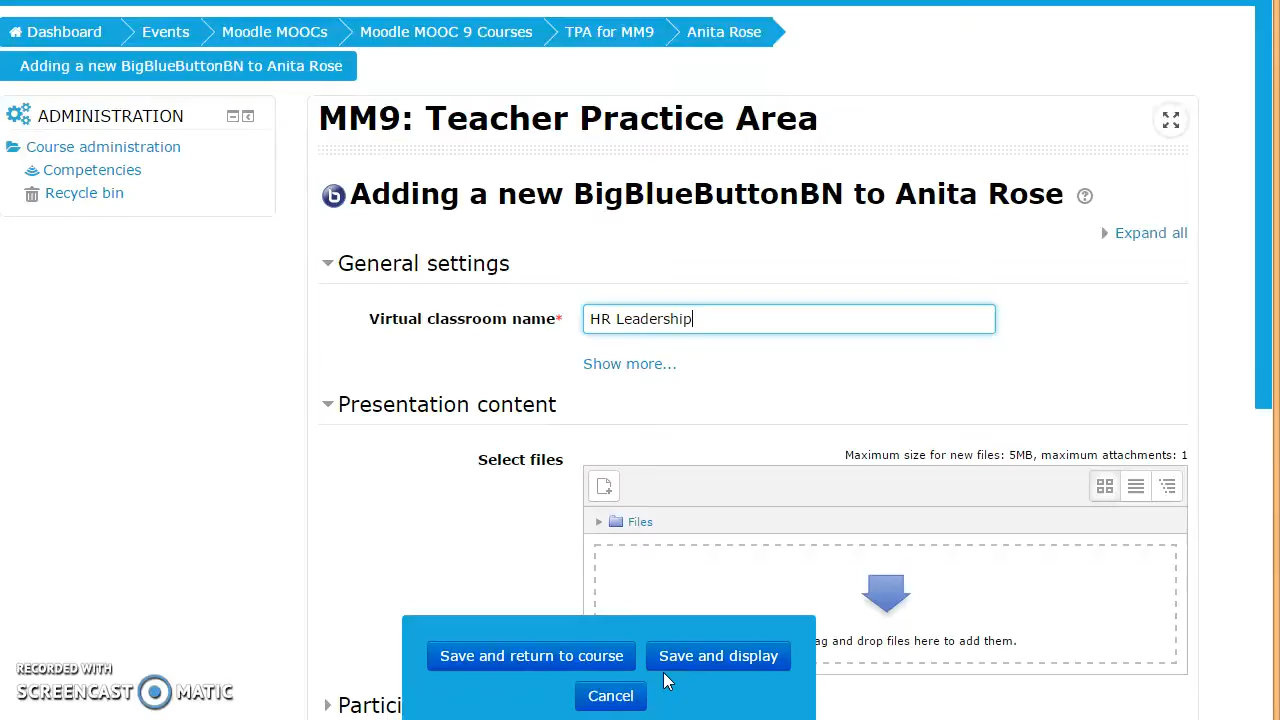 Dashboard Events Moodle MOOCs Moodle MOOC 9 Courses TPA for MM9 Anita Rose
Adding a new BigBlueButtonBN to Anita Rose
ADMINISTRATION
Course administration
Competencies
Recycle bin
MM9: Teacher Practice Area
Adding a new BigBlueButtonBN to Anita Rose
Expand all
General settings
Virtual classroom name* HR Leadership
Show more...
Presentation content
Select files
Maximum size for new files: 5MB, maximum attachments: 1
Files
ag and drop files here to add them.
Save and return to course Save and display
Cancel
Partici
RECORDED WITH
SCREENCAST MATIC